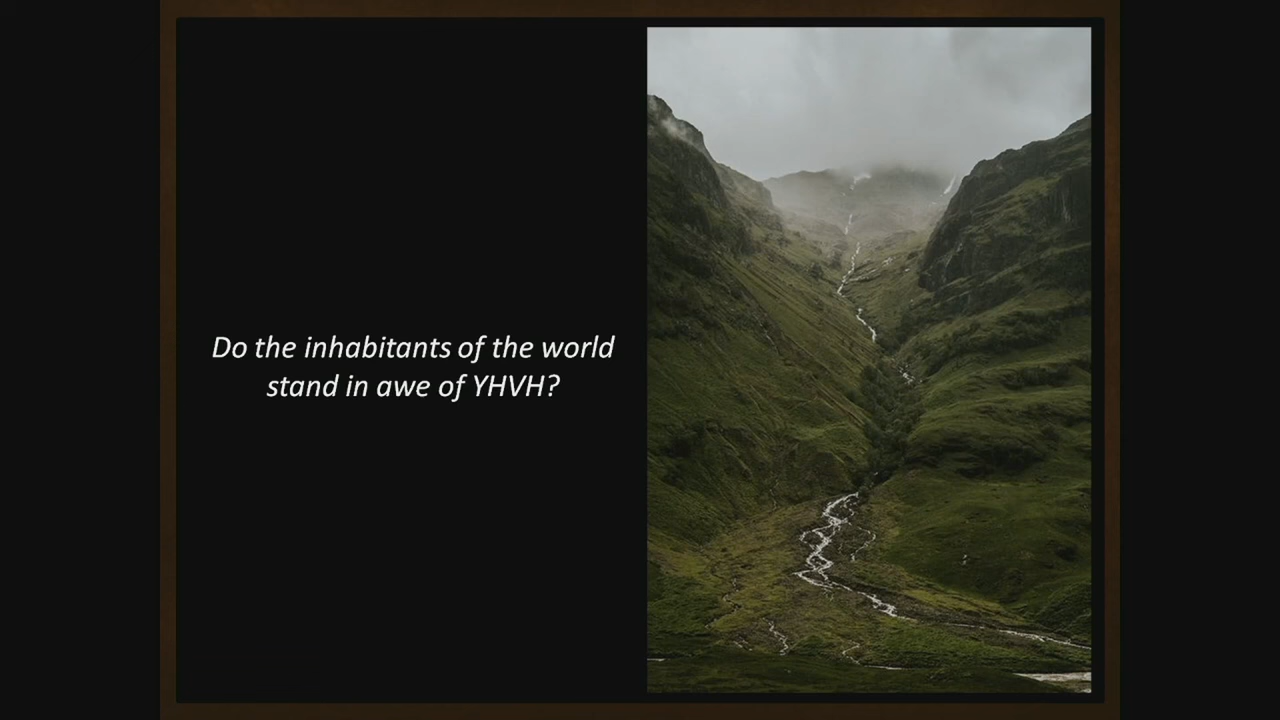 Do the inhabitants of the world
stand in awe of YHVH?